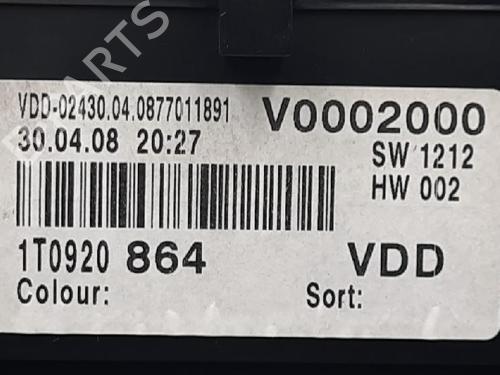 VDD-02430.04.0877011891 V0002000
30.04.08 20:27 SW 1212
HW 002
1T0920 864 VDD
Colour: Sort:
PARTS